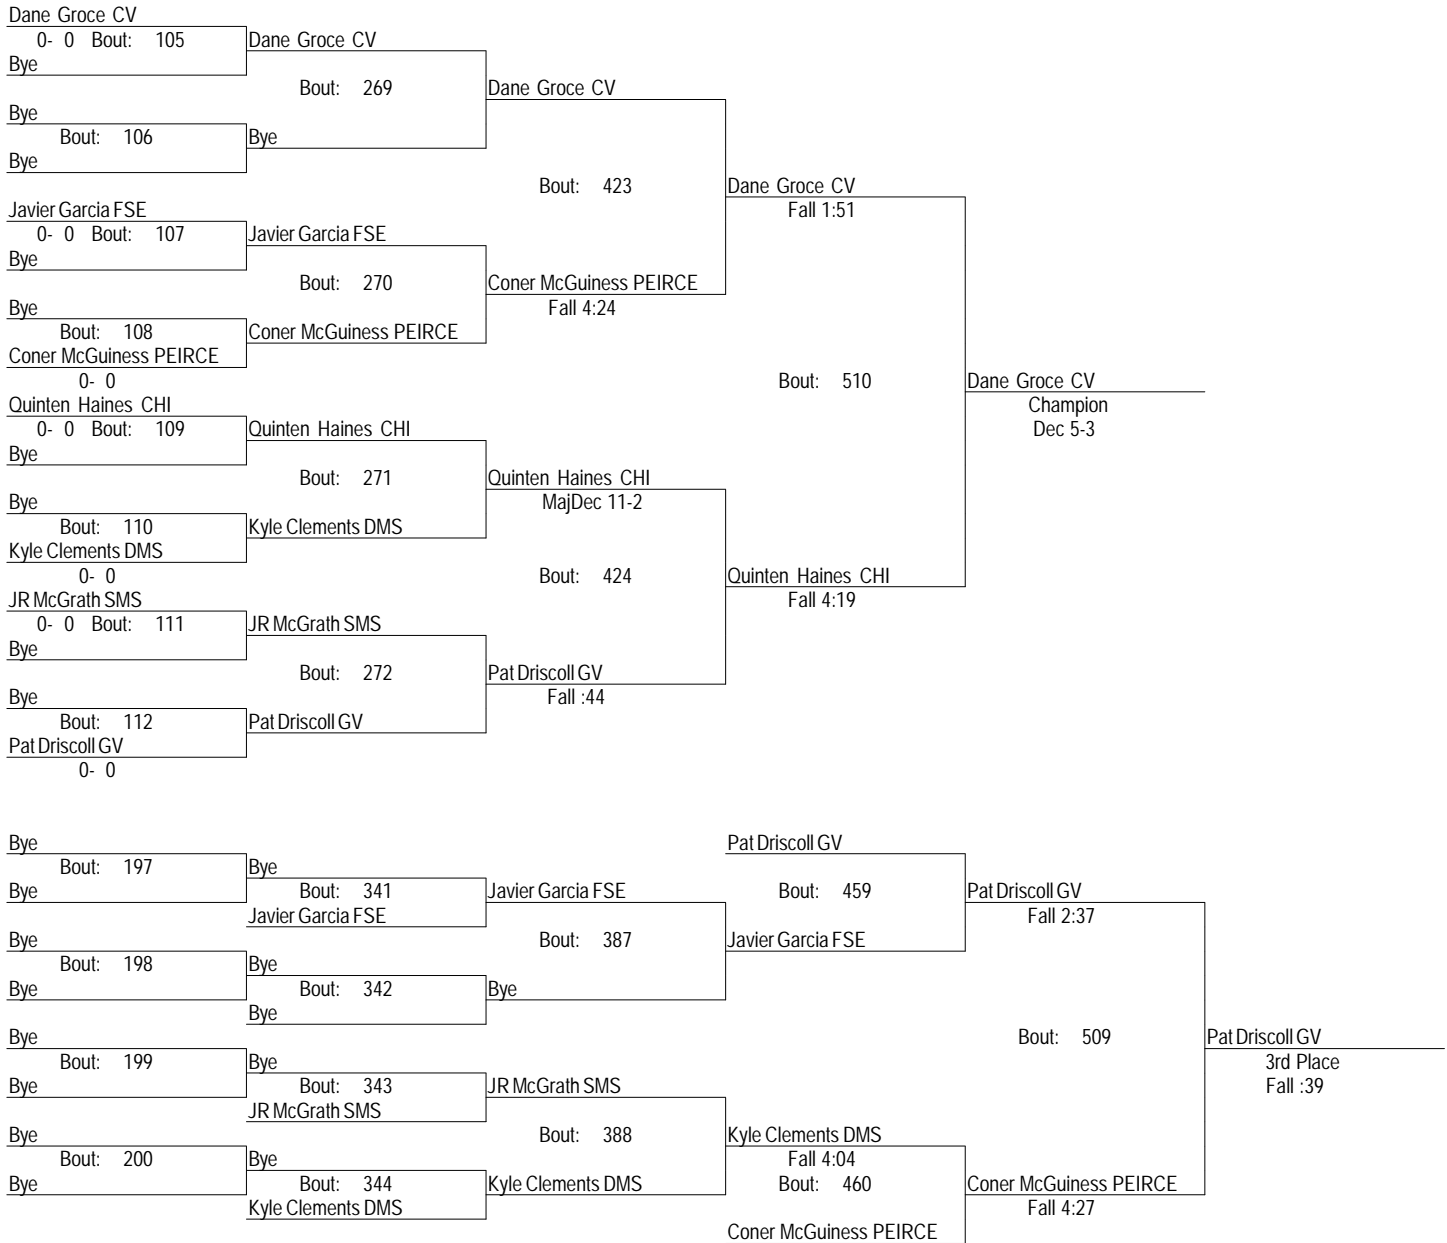 Dane Groce CV
0- 0 Bout: 105
Dane Groce CV
Bye
Bout: 269
Dane Groce CV
Bye
Bout: 106
Bye
Bye
Bout: 423
Dane Groce CV
Fall 1:51
Javier Garcia FSE
0- 0 Bout: 107
Javier Garcia FSE
Bye
Bout: 270
Coner McGuiness PEIRCE
Fall 4:24
Bye
Bout: 108
Coner McGuiness PEIRCE
Coner McGuiness PEIRCE
0- 0
Bout: 510
Dane Groce CV
Champion
Dec 5-3
Quinten Haines CHI
0- 0 Bout: 109
Quinten Haines CHI
Bye
Bout: 271
Quinten Haines CHI
MajDec 11-2
Bye
Bout: 110
Kyle Clements DMS
Kyle Clements DMS
0- 0
Bout: 424
Quinten Haines CHI
Fall 4:19
JR McGrath SMS
0- 0 Bout: 111
JR McGrath SMS
Bye
Bout: 272
Pat Driscoll GV
Fall :44
Bye
Bout: 112
Pat Driscoll GV
Pat Driscoll GV
0- 0
Bye
Bout: 197
Bye
Bye
Bout: 341
Javier Garcia FSE
Javier Garcia FSE
Pat Driscoll GV
Bout: 459
Pat Driscoll GV
Fall 2:37
Bye
Bout: 387
Javier Garcia FSE
Bout: 198
Bye
Bye
Bout: 342
Bye
Bye
Bye
Bout: 509
Pat Driscoll GV
3rd Place
Fall :39
Bout: 199
Bye
Bye
Bout: 343
JR McGrath SMS
JR McGrath SMS
Bye
Bout: 388
Kyle Clements DMS
Fall 4:04
Bout: 200
Bye
Bye
Bout: 344
Kyle Clements DMS
Bout: 460
Coner McGuiness PEIRCE
Kyle Clements DMS
Fall 4:27
Coner McGuiness PEIRCE